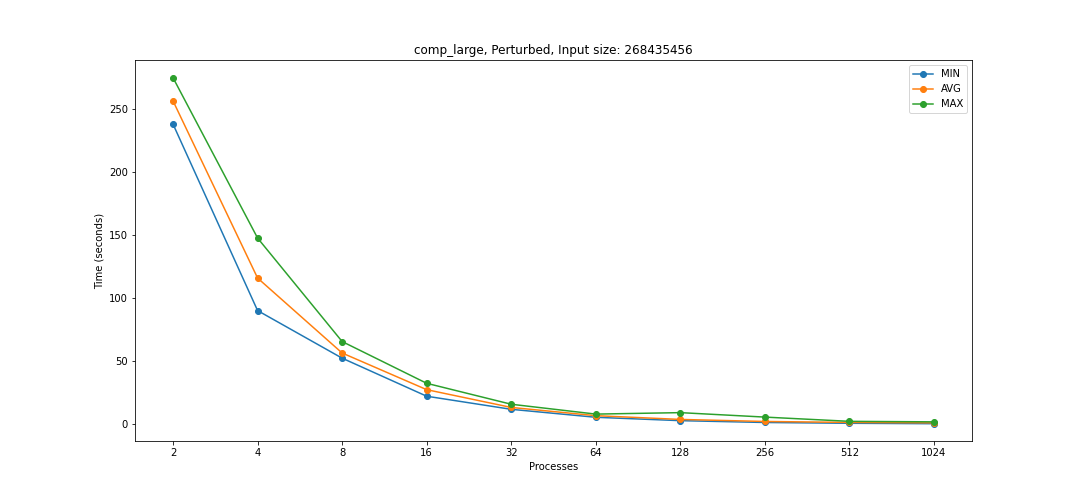 comp_large, Perturbed, Input size: 268435456
MIN
AVG
MAX
Time (seconds)
250
200
150
100
50
0
2 4 8 16 32 64 128 256 512 1024
Processes